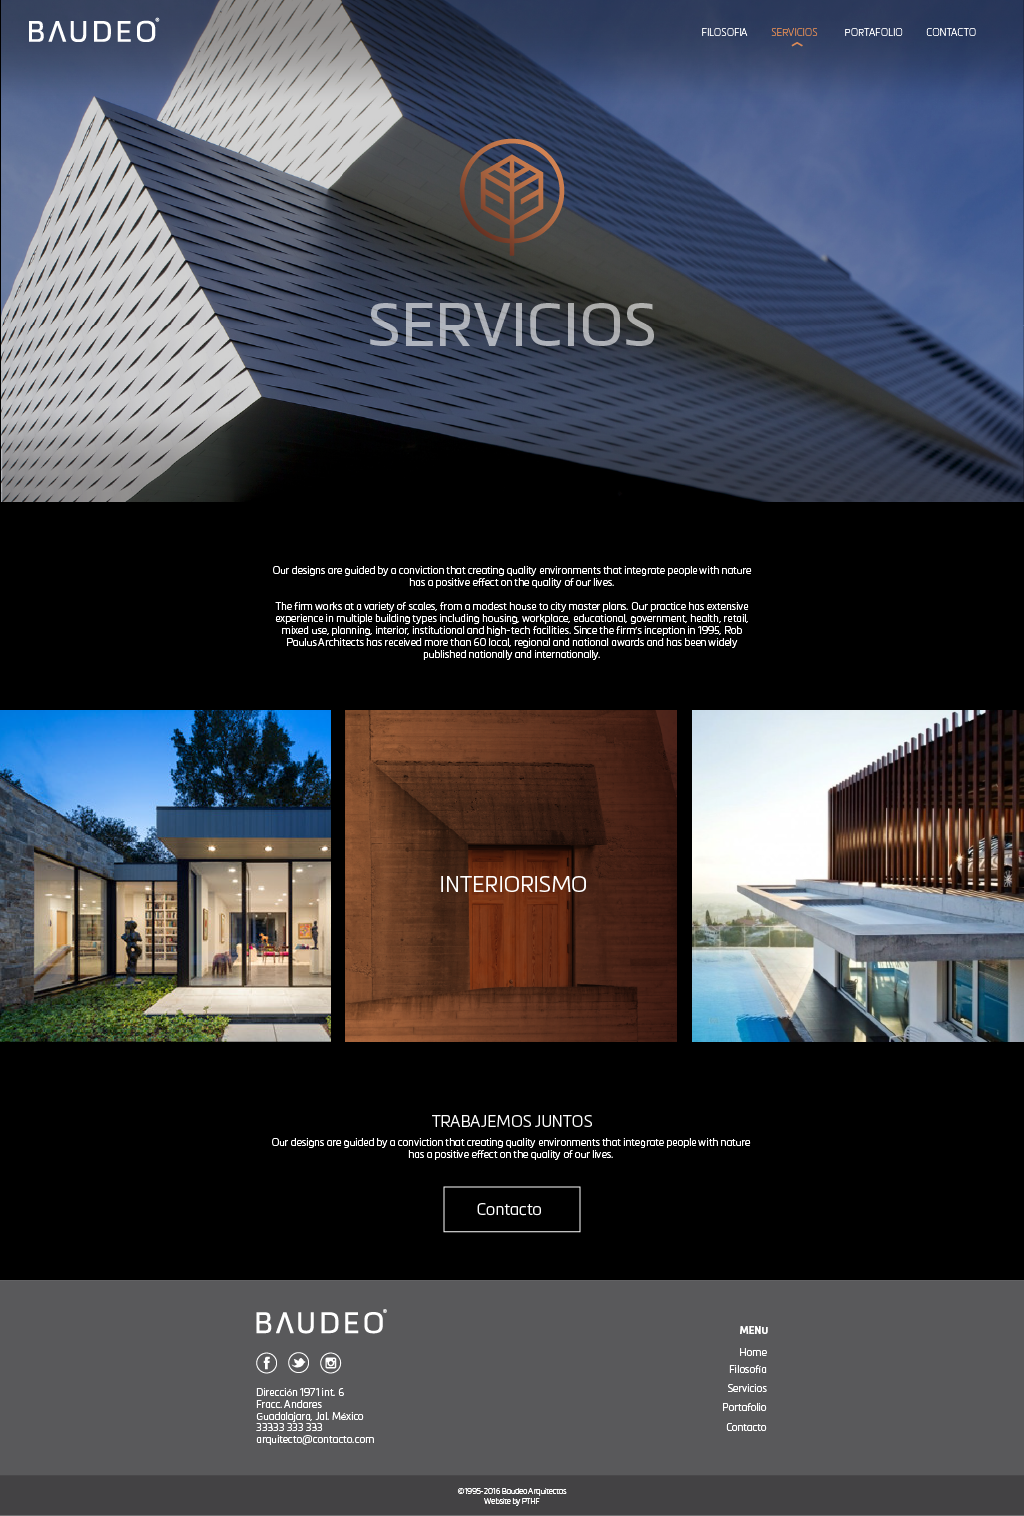 BAUDEO®
FILOSOFIA SERVICIOS PORTAFOLIO CONTACTO
SERVICIOS
Our designs are guided by a conviction that creating quality environments that integrate people with nature
has a positive effect on the quality of our lives.
The firm works at a variety of scales, from a modest house to city master plans. Our practice has extensive
experience in multiple building types including housing, workplace, educational, government, health, retail,
mixed use, planning, interior, institutional and high-tech facilities. Since the firm's inception in 1995, Rob
Paulus Architects has received more than 60 local, regional and national awards and has been widely
published nationally and internationally.
INTERIORISMO
TRABAJEMOS JUNTOS
Our designs are guided by a conviction that creating quality environments that integrate people with nature
has a positive effect on the quality of our lives.
Contacto
BAUDEO®
Dirección 1971 int. 6
Fracc. Andares
Guadalajara, Jal. México
33333 333 333
arquitecto@contacto.com
MENU
Home
Filosofía
Servicios
Portafolio
Contacto
©1995-2016 Baudeo Arquitectos
Website by PTHF